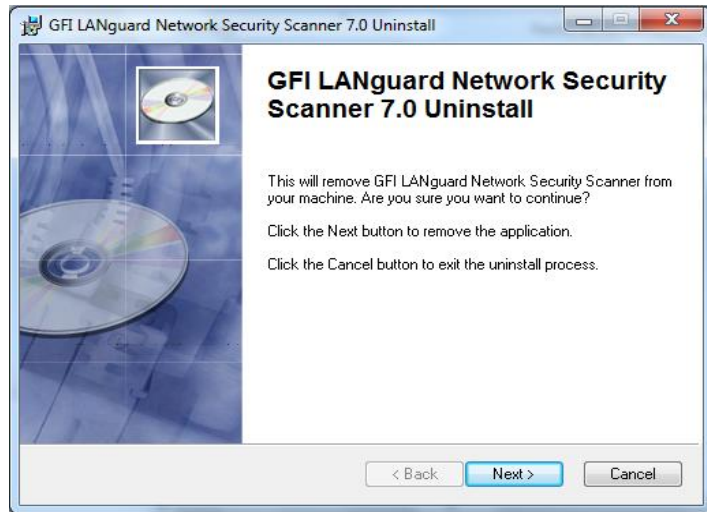 GFI LANguard Network Security Scanner 7.0 Uninstall
GFI LANguard Network Security
Scanner 7.0 Uninstall
This will remove GFI LANguard Network Security Scanner from
your machine. Are you sure you want to continue?
Click the Next button to remove the application.
Click the Cancel button to exit the uninstall process.
< Back
Next >
Cancel